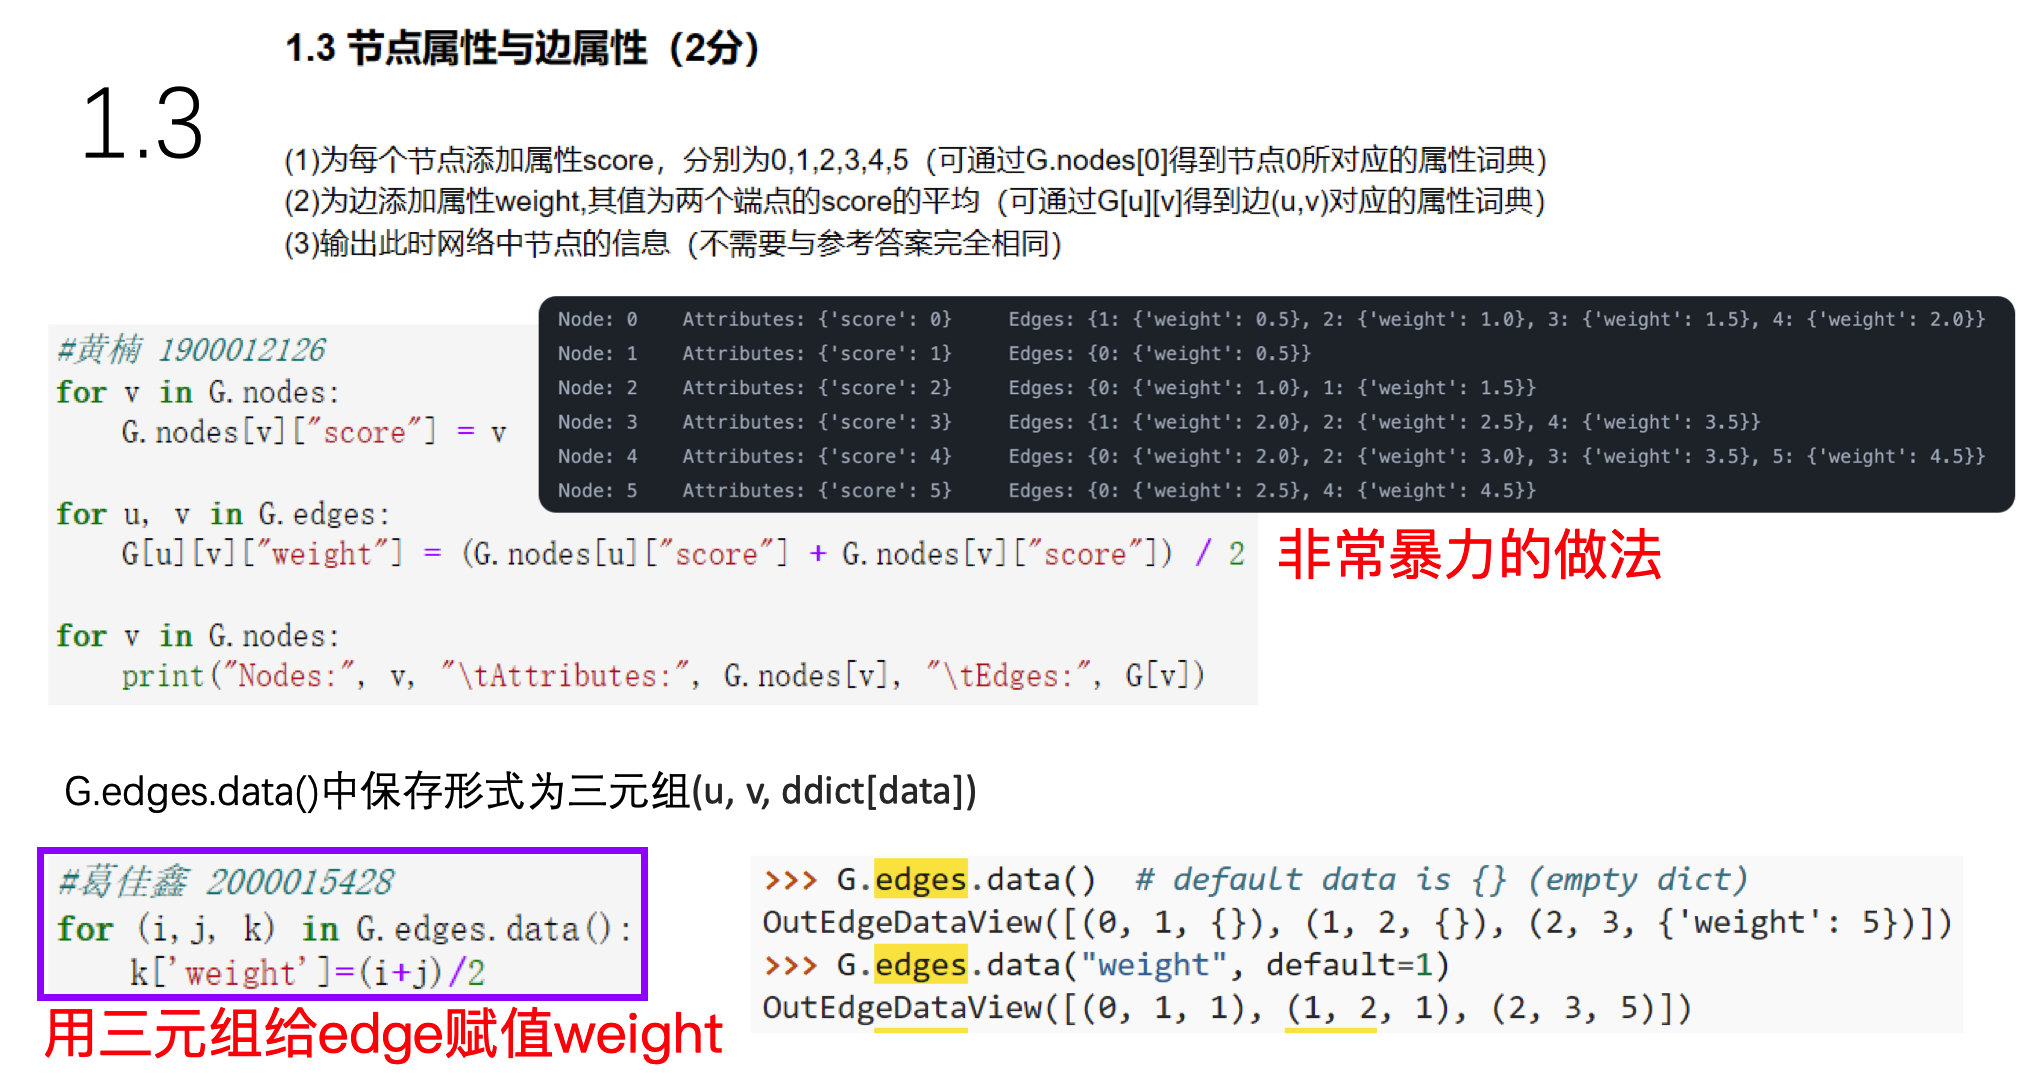 1.3 节点属性与边属性（2分）
1.3
(1)为每个节点添加属性score，分别为0,1,2,3,4,5（可通过G.nodes[0]得到节点0所对应的属性词典）
(2)为边添加属性weight,其值为两个端点的score的平均（可通过G[u][v]得到边(u,v)对应的属性词典）
(3)输出此时网络中节点的信息（不需要与参考答案完全相同）
Node: 0    Attributes: {'score': 0}    Edges: {1: {'weight': 0.5}, 2: {'weight': 1.0}, 3: {'weight': 1.5}, 4: {'weight': 2.0}}
Node: 1    Attributes: {'score': 1}    Edges: {0: {'weight': 0.5}}
Node: 2    Attributes: {'score': 2}    Edges: {0: {'weight': 1.0}, 1: {'weight': 1.5}}
Node: 3    Attributes: {'score': 3}    Edges: {1: {'weight': 2.0}, 2: {'weight': 2.5}, 4: {'weight': 3.5}}
Node: 4    Attributes: {'score': 4}    Edges: {0: {'weight': 2.0}, 2: {'weight': 3.0}, 3: {'weight': 3.5}, 5: {'weight': 4.5}}
Node: 5    Attributes: {'score': 5}    Edges: {0: {'weight': 2.5}, 4: {'weight': 4.5}}
#黄楠 1900012126
for v in G.nodes:
    G.nodes[v]["score"] = v
for u, v in G.edges:
    G[u][v]["weight"] = (G.nodes[u]["score"] + G.nodes[v]["score"]) / 2
非常暴力的做法
for v in G.nodes:
    print("Nodes:", v, "\tAttributes:", G.nodes[v], "\tEdges:", G[v])
G.edges.data()中保存形式为三元组(u, v, ddict[data])
#葛佳鑫 2000015428
for (i,j, k) in G.edges.data():
    k['weight']=(i+j)/2
用三元组给edge赋值weight
>>> G.edges.data()  # default data is {} (empty dict)
OutEdgeDataView([(0, 1, {}), (1, 2, {}), (2, 3, {'weight': 5})])
>>> G.edges.data("weight", default=1)
OutEdgeDataView([(0, 1, 1), (1, 2, 1), (2, 3, 5)])